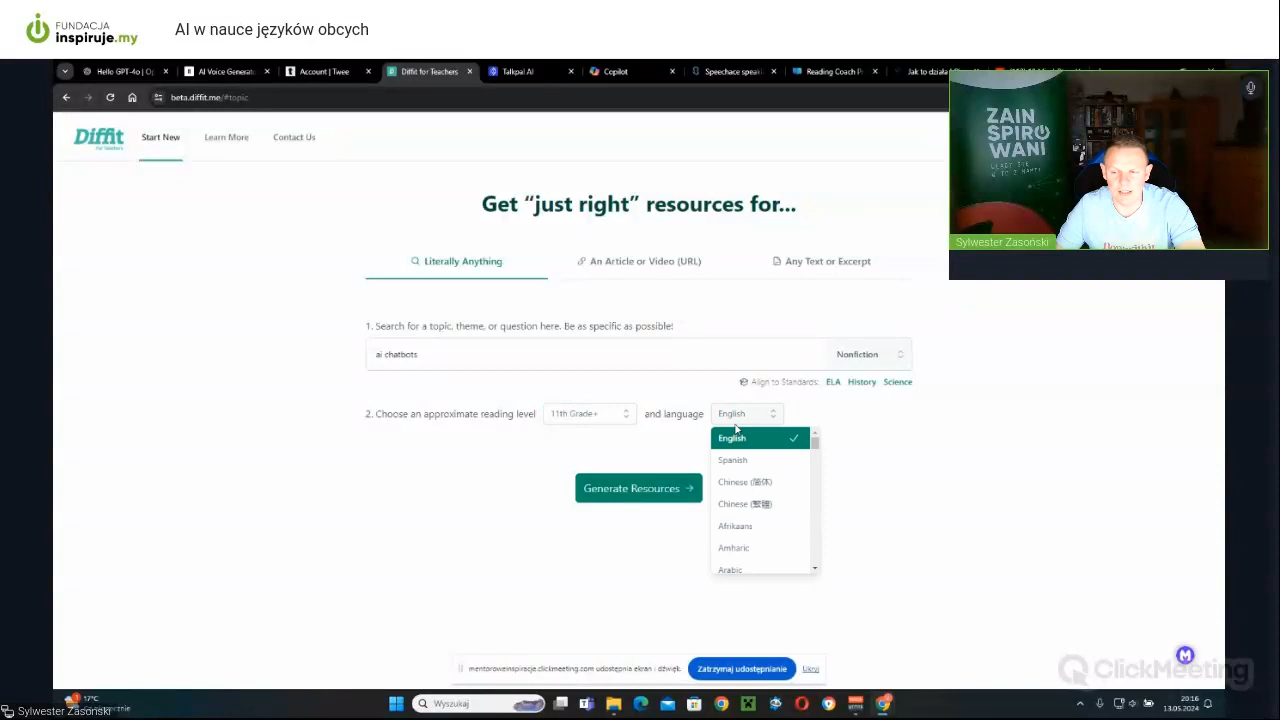 FUNDACJA
inspiruje.my
AI w nauce języków obcych
Hello GPT-4o | Op
AI Voice Generato
Account | Twee
Diffit for Teachers
Talkpal AI
Copilot
Speechace speaki
Reading Coach P
Jak to działa
beta.diffit.me/#topic
Diffit
Start New
Learn More
Contact Us
ZAIN
SPIRO
WANI
Sylwester Zasoński
Get “just right” resources for...
Literally Anything
An Article or Video (URL)
Any Text or Excerpt
1. Search for a topic, theme, or question here. Be as specific as possible!
ai chatbots
Nonfiction
Align to Standards:
ELA
History
Science
2. Choose an approximate reading level
11th Grade+
and language
English
English
Spanish
Chinese (简体)
Chinese (繁體)
Afrikaans
Amharic
Arabic
Generate Resources
mentoroweinspiracje.clickmeeting.com udostępnia ekran i dźwięk.
Zatrzymaj udostępnianie
Ukryj
ClickMeeting
17°C
Sylwester Zasoński
Wyszukaj
20:16
13.05.2024